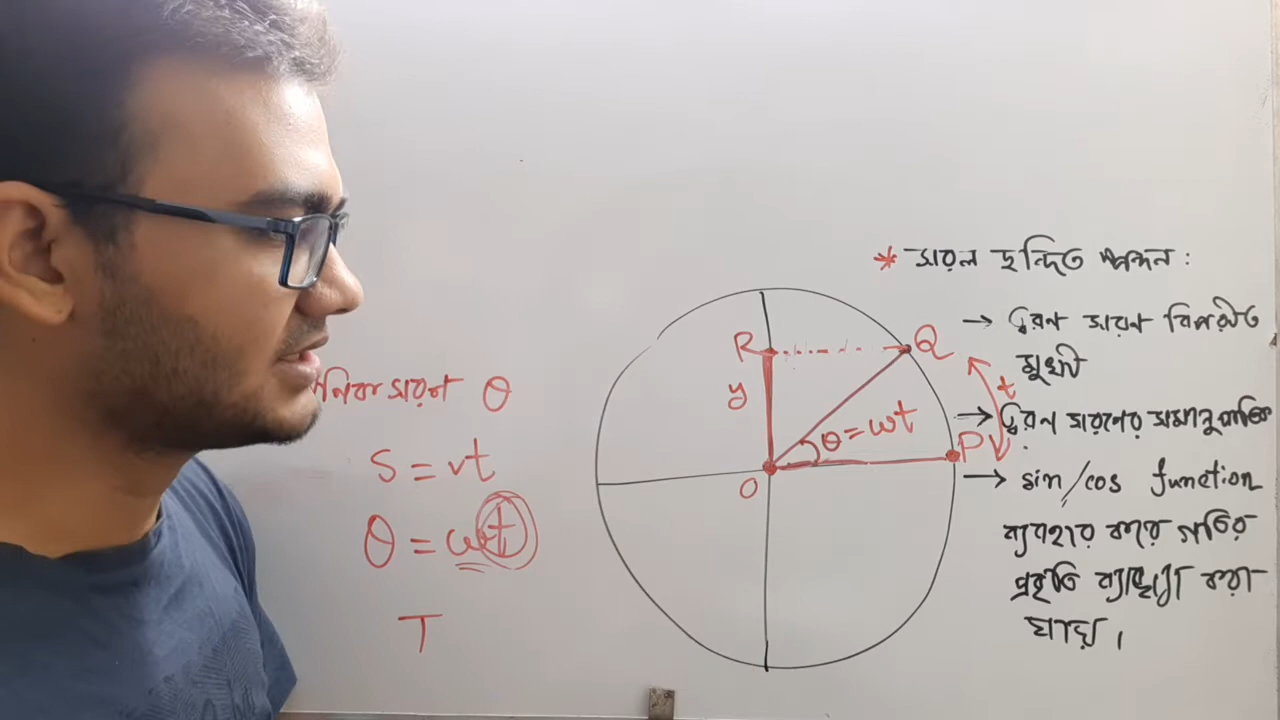 * সরল ছন্দিত স্পন্দন :
→ ত্বরণ সরণ বিপরীত
মুখী
→ ত্বরণ সরণের সমানুপাতিক
→ sin/cos function
ব্যবহার করে গতির
প্রকৃতি ব্যাখ্যা করা
যায়।
R
Q
y
t
θ = ωt
P
O
সরণ θ
S = vt
θ = ωt
T